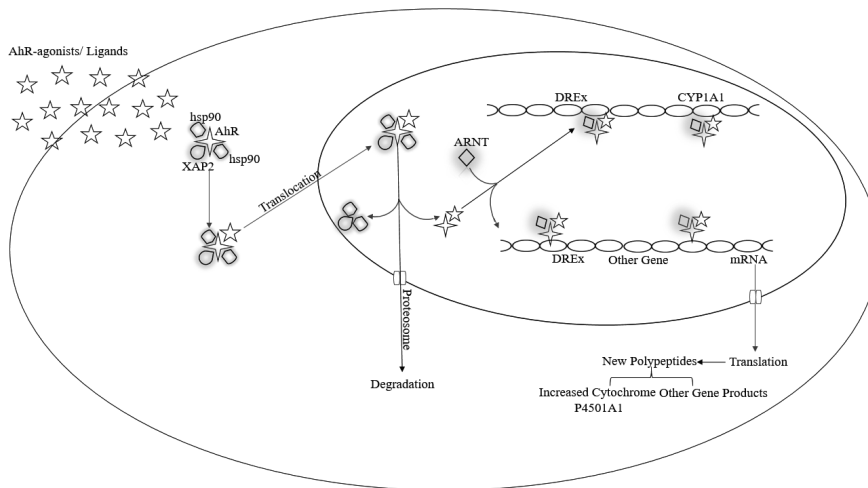 AhR-agonists/ Ligands
hsp90
AhR
XAP2
hsp90
Translocation
ARNT
DREx
CYP1A1
DREx
Other Gene
mRNA
Proteosome
Degradation
New Polypeptides
Translation
Increased Cytochrome
P4501A1
Other Gene Products